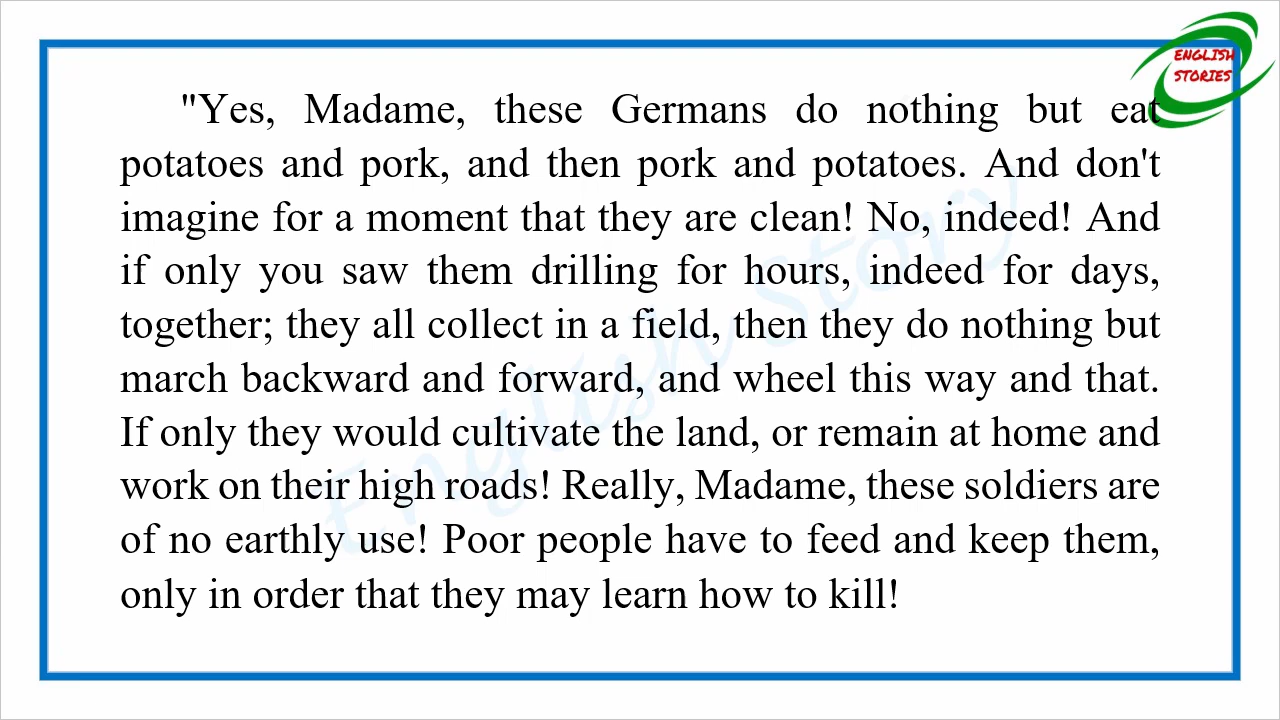 ENGLISH
STORIES
"Yes, Madame, these Germans do nothing but eat
potatoes and pork, and then pork and potatoes. And don't
imagine for a moment that they are clean! No, indeed! And
if only you saw them drilling for hours, indeed for days,
together; they all collect in a field, then they do nothing but
march backward and forward, and wheel this way and that.
If only they would cultivate the land, or remain at home and
work on their high roads! Really, Madame, these soldiers are
of no earthly use! Poor people have to feed and keep them,
only in order that they may learn how to kill!
English Story